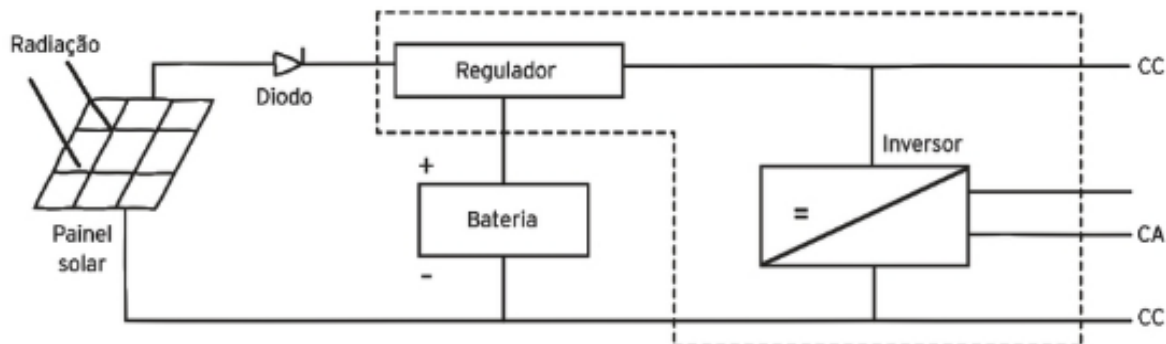 Radiação
Diodo
Regulador
CC
Inversor
+
Bateria
-
=
Painel
solar
CA
CC